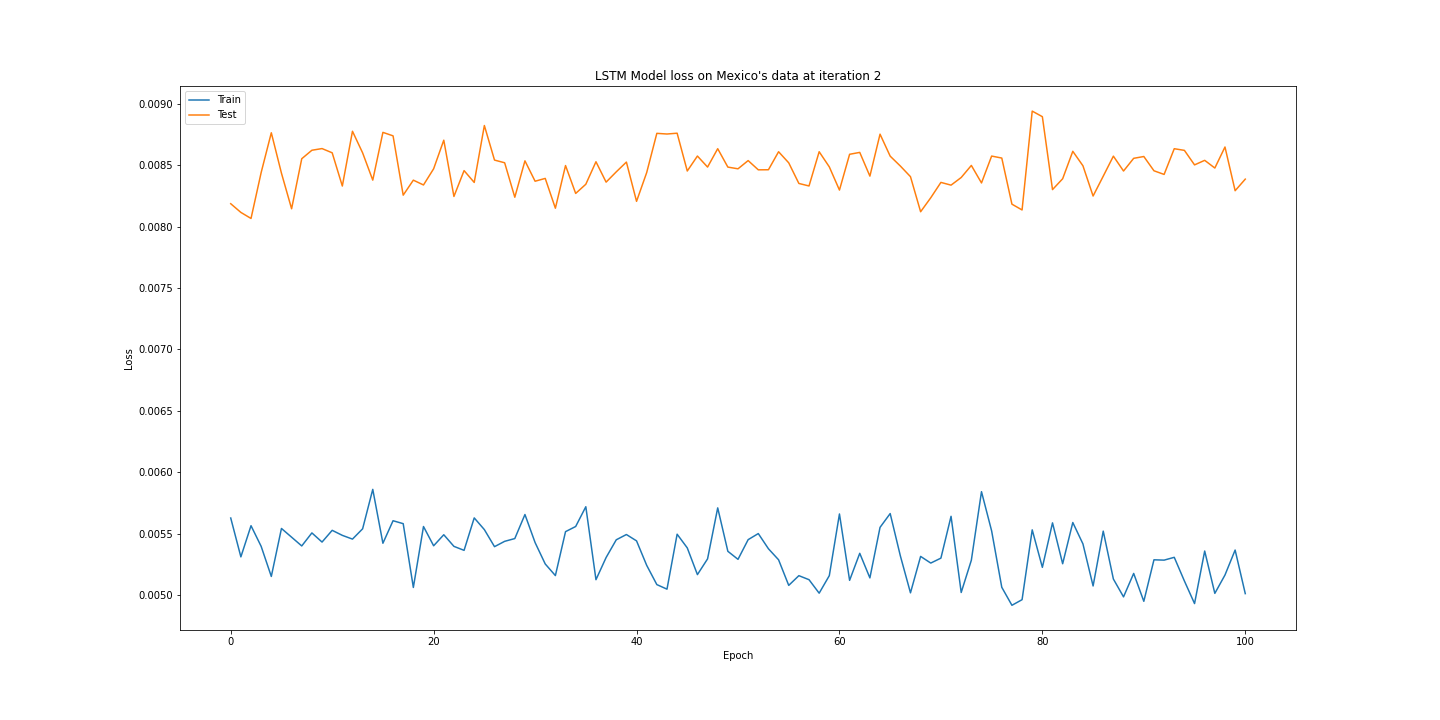 LSTM Model loss on Mexico's data at iteration 2
Train
Test
0.0090
0.0085
0.0080
0.0075
0.0070
0.0065
0.0060
0.0055
0.0050
Loss
0 20 40 60 80 100
Epoch